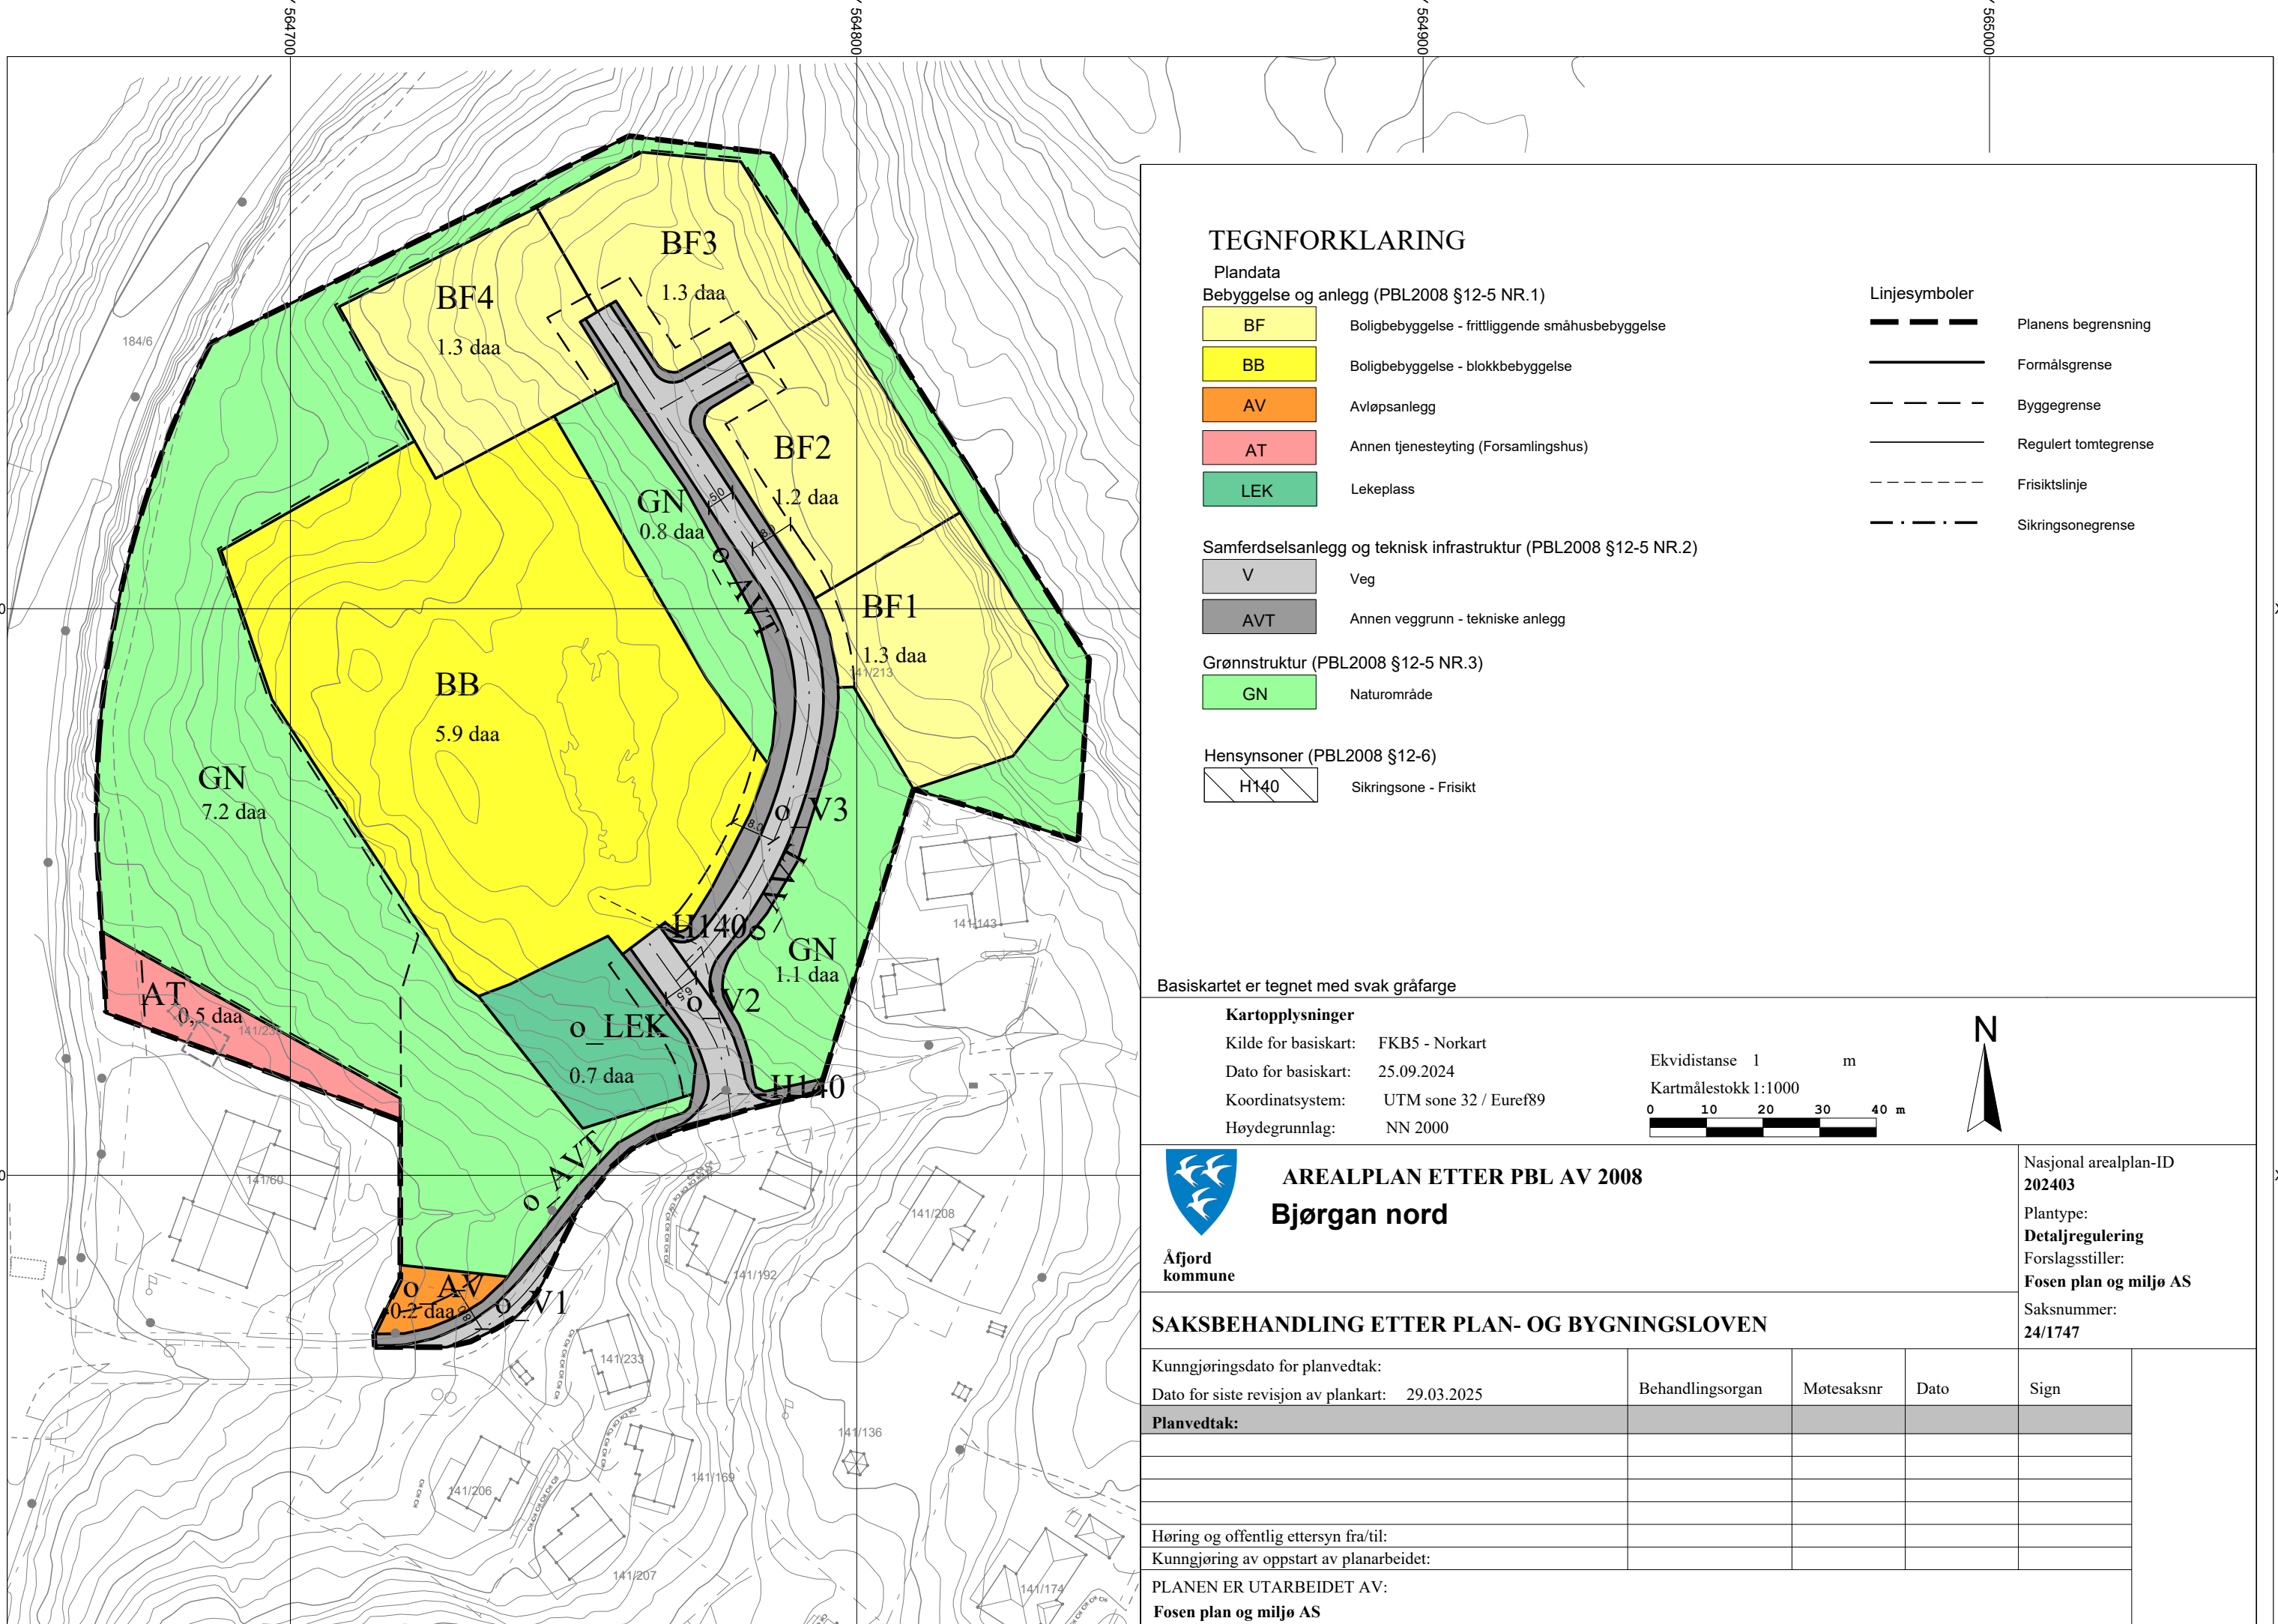 564700
564800
564900
565000
184/6
BF3
1.3 daa
BF4
1.3 daa
BF2
1.2 daa
GN
0.8 daa
5.0
8.0
o_AVT
BF1
1.3 daa
141/213
BB
5.9 daa
GN
7.2 daa
o_V3
8.0
AVT
H140
GN
1.1 daa
141/143
6.5
o_V2
AT
0,5 daa
o_LEK
0.7 daa
H140
o_AVT
141/60
141/208
141/192
o_AV
0.2 daa
o_V1
141/233
141/136
141/169
141/206
141/207
141/174
TEGNFORKLARING
Plandata
Bebyggelse og anlegg (PBL2008 §12-5 NR.1)
BF Boligbebyggelse - frittliggende småhusbebyggelse
BB Boligbebyggelse - blokkbebyggelse
AV Avløpsanlegg
AT Annen tjenesteyting (Forsamlingshus)
LEK Lekeplass
Samferdselsanlegg og teknisk infrastruktur (PBL2008 §12-5 NR.2)
V Veg
AVT Annen veggrunn - tekniske anlegg
Grønnstruktur (PBL2008 §12-5 NR.3)
GN Naturområde
Hensynsoner (PBL2008 §12-6)
H140 Sikringsone - Frisikt
Linjesymboler
Planens begrensning
Formålsgrense
Byggegrense
Regulert tomtegrense
Frisiktslinje
Sikringsonegrense
Basiskartet er tegnet med svak gråfarge
Kartopplysninger
Kilde for basiskart: FKB5 - Norkart
Dato for basiskart: 25.09.2024
Koordinatsystem: UTM sone 32 / Euref89
Høydegrunnlag: NN 2000
Ekvidistanse 1 m
Kartmålestokk 1:1000
0 10 20 30 40 m
N
Åfjord
kommune
AREALPLAN ETTER PBL AV 2008
Bjørgan nord
Nasjonal arealplan-ID
202403
Plantype:
Detaljregulering
Forslagsstiller:
Fosen plan og miljø AS
Saksnummer:
24/1747
SAKSBEHANDLING ETTER PLAN- OG BYGNINGSLOVEN
Kunngjøringsdato for planvedtak:
Dato for siste revisjon av plankart: 29.03.2025
Behandlingsorgan Møtesaksnr Dato Sign
Planvedtak:
Høring og offentlig ettersyn fra/til:
Kunngjøring av oppstart av planarbeidet:
PLANEN ER UTARBEIDET AV:
Fosen plan og miljø AS